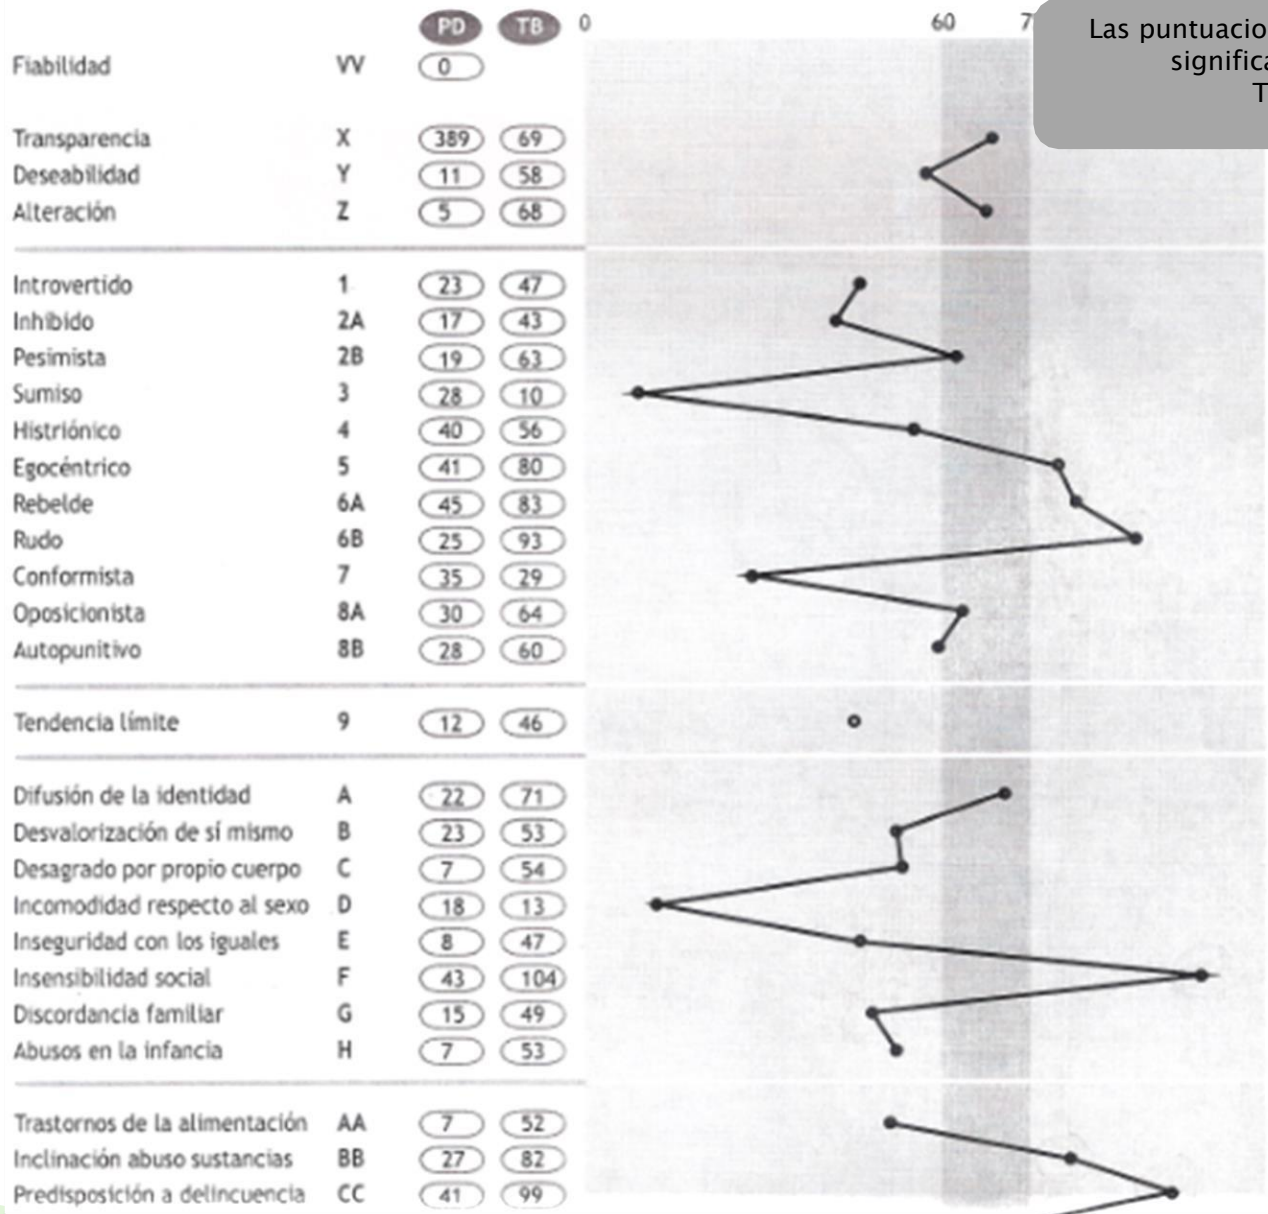 PD TB 0 60 7
Las puntuacio
signific
T
Fiabilidad VV 0
Transparencia X 389 69
Deseabilidad Y 11 58
Alteración Z 5 68
Introvertido 1 23 47
Inhibido 2A 17 43
Pesimista 2B 19 63
Sumiso 3 28 10
Histriónico 4 40 56
Egocéntrico 5 41 80
Rebelde 6A 45 83
Rudo 6B 25 93
Conformista 7 35 29
Oposicionista 8A 30 64
Autopunitivo 8B 28 60
Tendencia límite 9 12 46
Difusión de la identidad A 22 71
Desvalorización de sí mismo B 23 53
Desagrado por propio cuerpo C 7 54
Incomodidad respecto al sexo D 18 13
Inseguridad con los iguales E 8 47
Insensibilidad social F 43 104
Discordancia familiar G 15 49
Abusos en la infancia H 7 53
Trastornos de la alimentación AA 7 52
Inclinación abuso sustancias BB 27 82
Predisposición a delincuencia CC 41 99